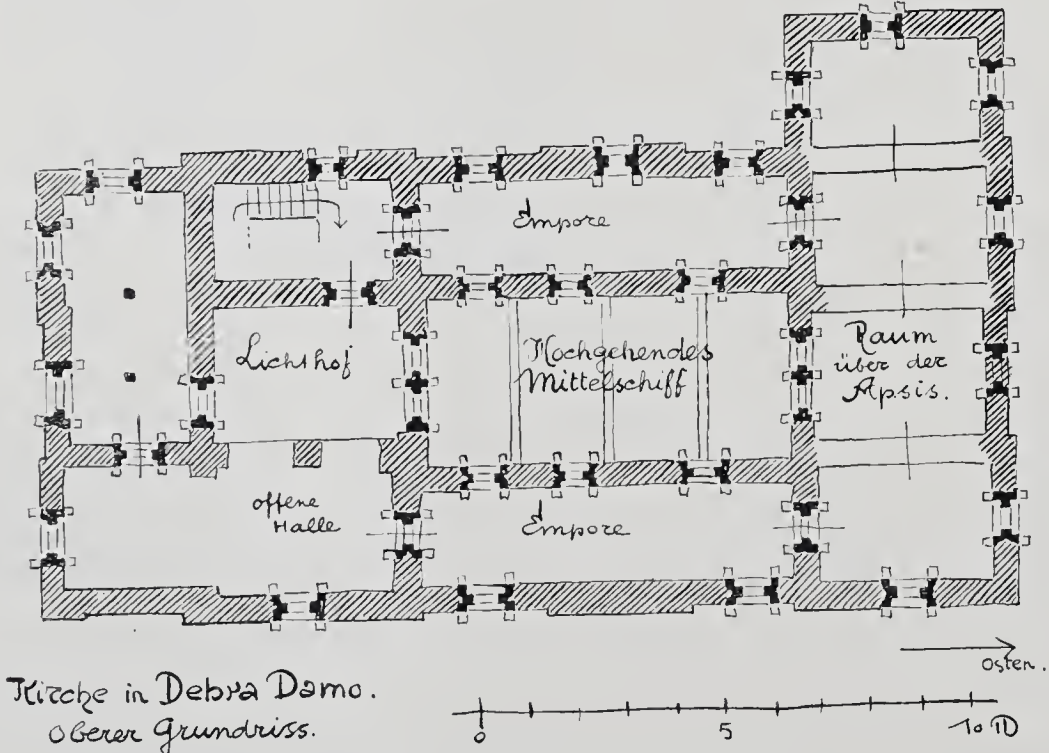 Empore
Lichthof
Hochgehendes
Mittelschiff
Raum
über der
Apsis.
offene
Halle
Empore
Osten.
Kirche in Debra Damo.
oberer Grundriss.
0 5 10 M